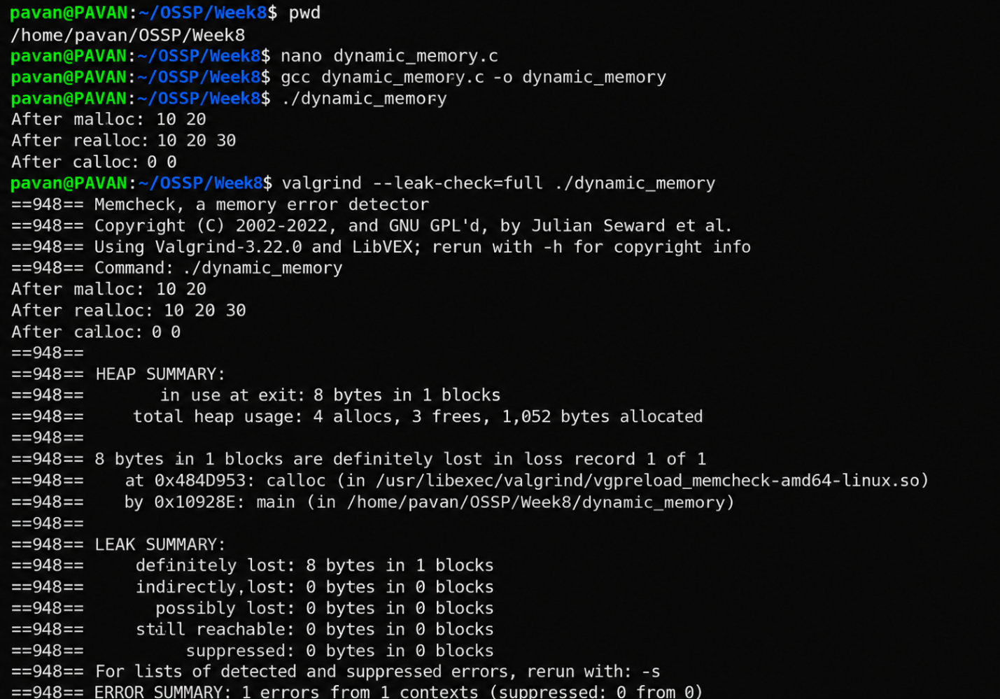 pavan@PAVAN:~/OSSP/Week8$ pwd
/home/pavan/OSSP/Week8
pavan@PAVAN:~/OSSP/Week8$ nano dynamic_memory.c
pavan@PAVAN:~/OSSP/Week8$ gcc dynamic_memory.c -o dynamic_memory
pavan@PAVAN:~/OSSP/Week8$ ./dynamic_memory
After malloc: 10 20
After realloc: 10 20 30
After calloc: 0 0
pavan@PAVAN:~/OSSP/Week8$ valgrind --leak-check=full ./dynamic_memory
==948== Memcheck, a memory error detector
==948== Copyright (C) 2002-2022, and GNU GPL'd, by Julian Seward et al.
==948== Using Valgrind-3.22.0 and LibVEX; rerun with -h for copyright info
==948== Command: ./dynamic_memory
After malloc: 10 20
After realloc: 10 20 30
After calloc: 0 0
==948==
==948== HEAP SUMMARY:
==948== in use at exit: 8 bytes in 1 blocks
==948== total heap usage: 4 allocs, 3 frees, 1,052 bytes allocated
==948==
==948== 8 bytes in 1 blocks are definitely lost in loss record 1 of 1
==948== at 0x484D953: calloc (in /usr/libexec/valgrind/vgpreload_memcheck-amd64-linux.so)
==948== by 0x10928E: main (in /home/pavan/OSSP/Week8/dynamic_memory)
==948==
==948== LEAK SUMMARY:
==948== definitely lost: 8 bytes in 1 blocks
==948== indirectly,lost: 0 bytes in 0 blocks
==948== possibly lost: 0 bytes in 0 blocks
==948== still reachable: 0 bytes in 0 blocks
==948== suppressed: 0 bytes in 0 blocks
==948== For lists of detected and suppressed errors, rerun with: -s
==948== ERROR SUMMARY: 1 errors from 1 contexts (suppressed: 0 from 0)